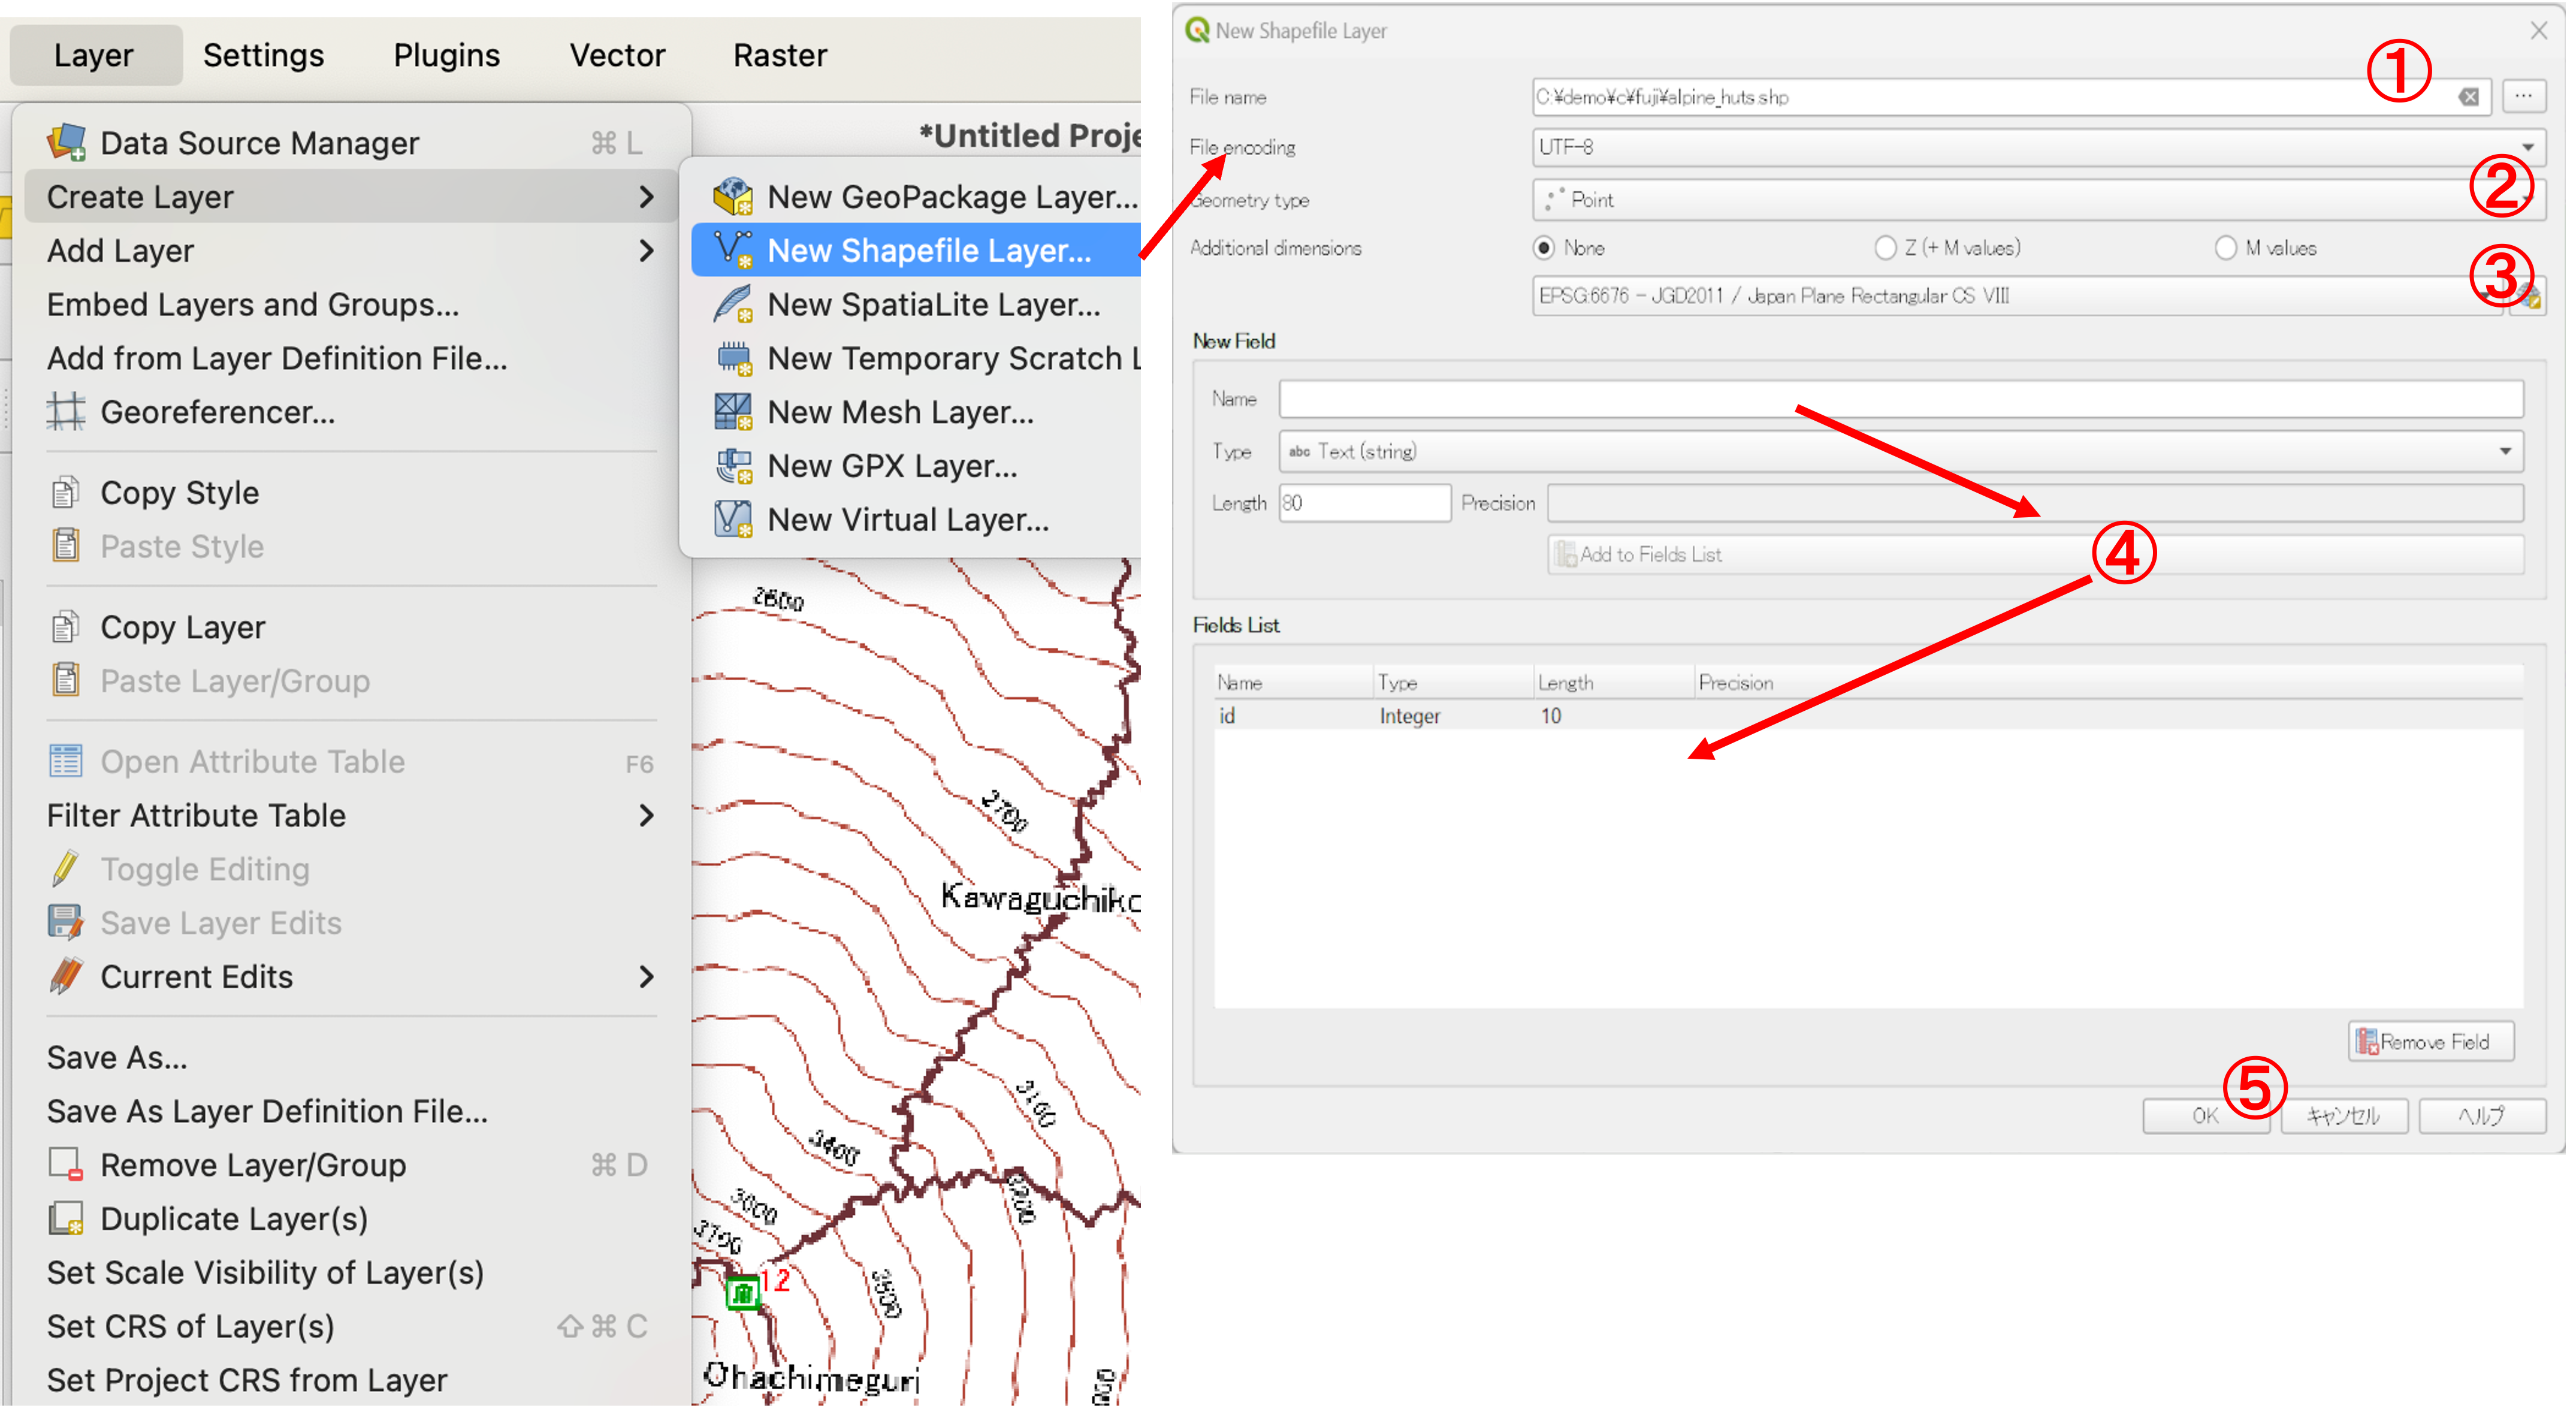 Layer Settings Plugins Vector Raster
*Untitled Proje
Data Source Manager ⌘ L
Create Layer
Add Layer
Embed Layers and Groups...
Add from Layer Definition File...
Georeferencer...
Copy Style
Paste Style
Copy Layer
Paste Layer/Group
Open Attribute Table F6
Filter Attribute Table
Toggle Editing
Save Layer Edits
Current Edits
Save As...
Save As Layer Definition File...
Remove Layer/Group ⌘ D
Duplicate Layer(s)
Set Scale Visibility of Layer(s)
Set CRS of Layer(s) ⇧⌘ C
Set Project CRS from Layer
New GeoPackage Layer...
New Shapefile Layer...
New SpatiaLite Layer...
New Temporary Scratch L
New Mesh Layer...
New GPX Layer...
New Virtual Layer...
2600
2700
Kawaguchiko
3100
3400
3200
3000
3700
12
3500
Ohachimeguri
New Shapefile Layer
①
File name C:¥demo¥c¥fuji¥alpine_huts.shp ...
File encoding UTF-8
②
Geometry type Point
Additional dimensions None Z (+ M values) M values
③
EPSG:6676 - JGD2011 / Japan Plane Rectangular CS VIII
New Field
Name
Type abc Text (string)
Length 80 Precision
④
Add to Fields List
Fields List
Name Type Length Precision
id Integer 10
Remove Field
⑤
OK キャンセル ヘルプ